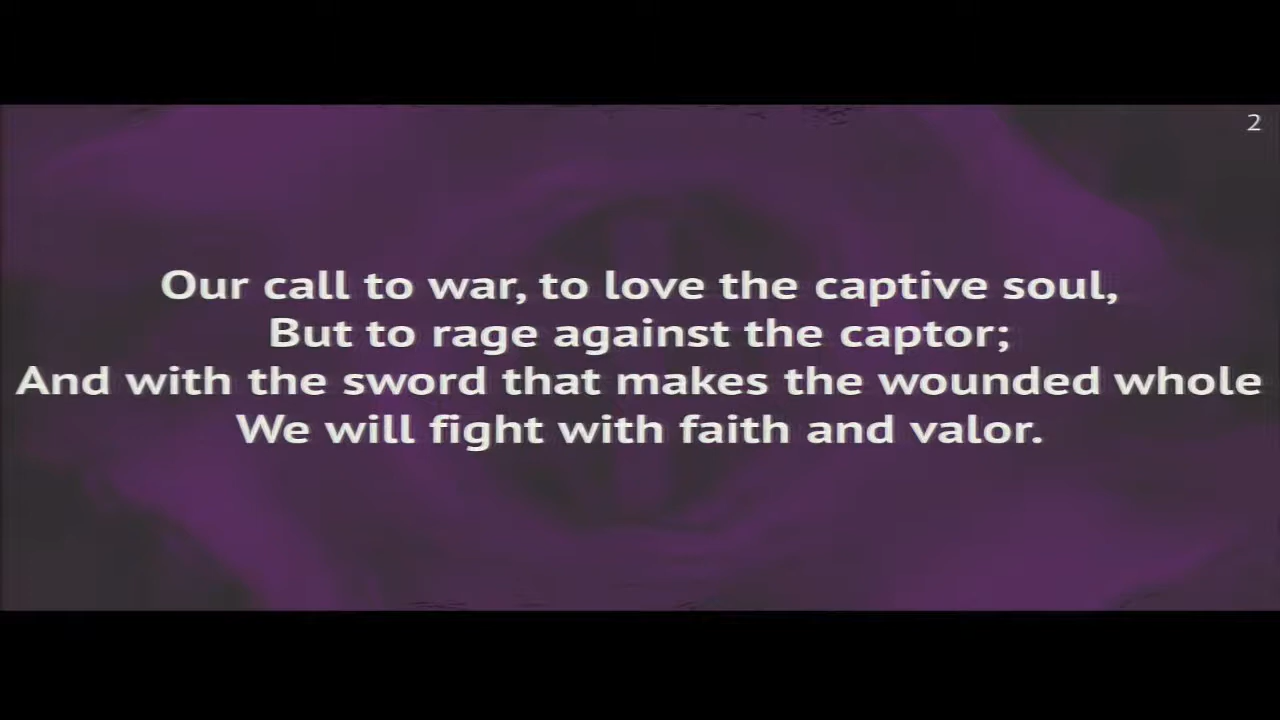 2
Our call to war, to love the captive soul,
But to rage against the captor;
And with the sword that makes the wounded whole
We will fight with faith and valor.